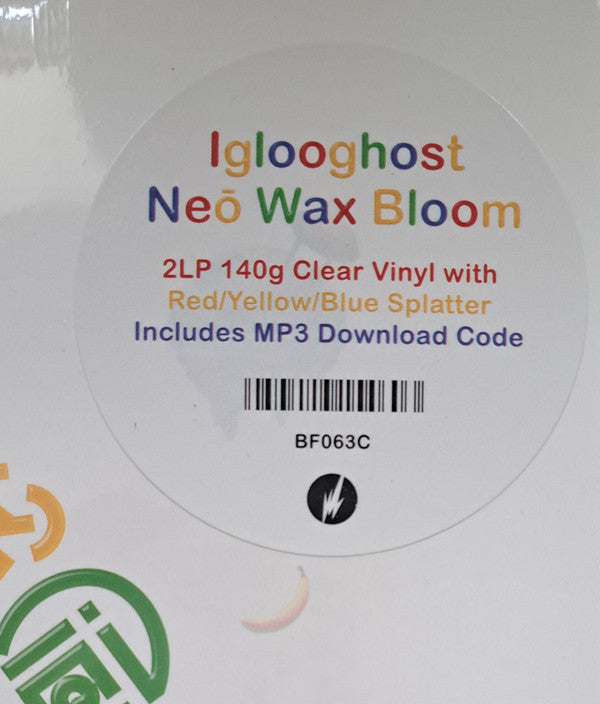 Iglooghost
Neō Wax Bloom
2LP 140g Clear Vinyl with
Red/Yellow/Blue Splatter
Includes MP3 Download Code
BF063C